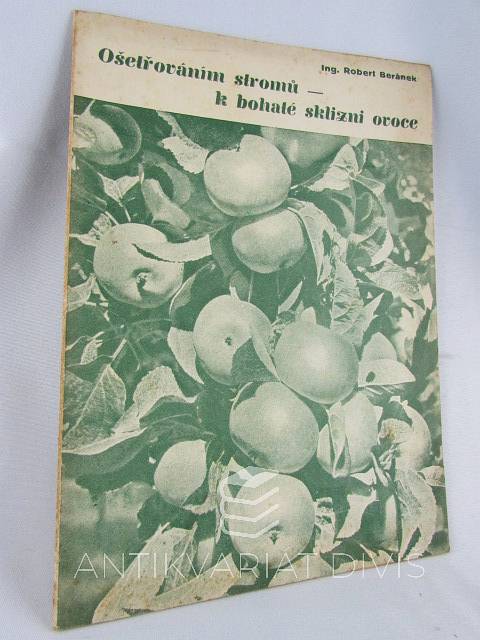 Ing. Robert Beránek
Ošetřováním stromů —
k bohaté sklizni ovoce
ANTIKVARIÁT DIVIŠ